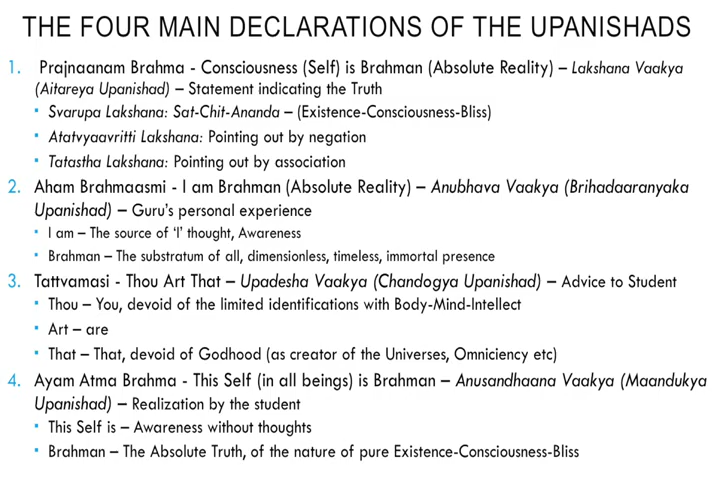 THE FOUR MAIN DECLARATIONS OF THE UPANISHADS
1. Prajnaanam Brahma - Consciousness (Self) is Brahman (Absolute Reality) – Lakshana Vaakya
(Aitareya Upanishad) – Statement indicating the Truth
▪ Svarupa Lakshana: Sat-Chit-Ananda – (Existence-Consciousness-Bliss)
▪ Atatvyaavritti Lakshana: Pointing out by negation
▪ Tatastha Lakshana: Pointing out by association
2. Aham Brahmaasmi - I am Brahman (Absolute Reality) – Anubhava Vaakya (Brihadaaranyaka
Upanishad) – Guru's personal experience
▪ I am – The source of 'I' thought, Awareness
▪ Brahman – The substratum of all, dimensionless, timeless, immortal presence
3. Tattvamasi - Thou Art That – Upadesha Vaakya (Chandogya Upanishad) – Advice to Student
▪ Thou – You, devoid of the limited identifications with Body-Mind-Intellect
▪ Art – are
▪ That – That, devoid of Godhood (as creator of the Universes, Omniciency etc)
4. Ayam Atma Brahma - This Self (in all beings) is Brahman – Anusandhaana Vaakya (Maandukya
Upanishad) – Realization by the student
▪ This Self is – Awareness without thoughts
▪ Brahman – The Absolute Truth, of the nature of pure Existence-Consciousness-Bliss